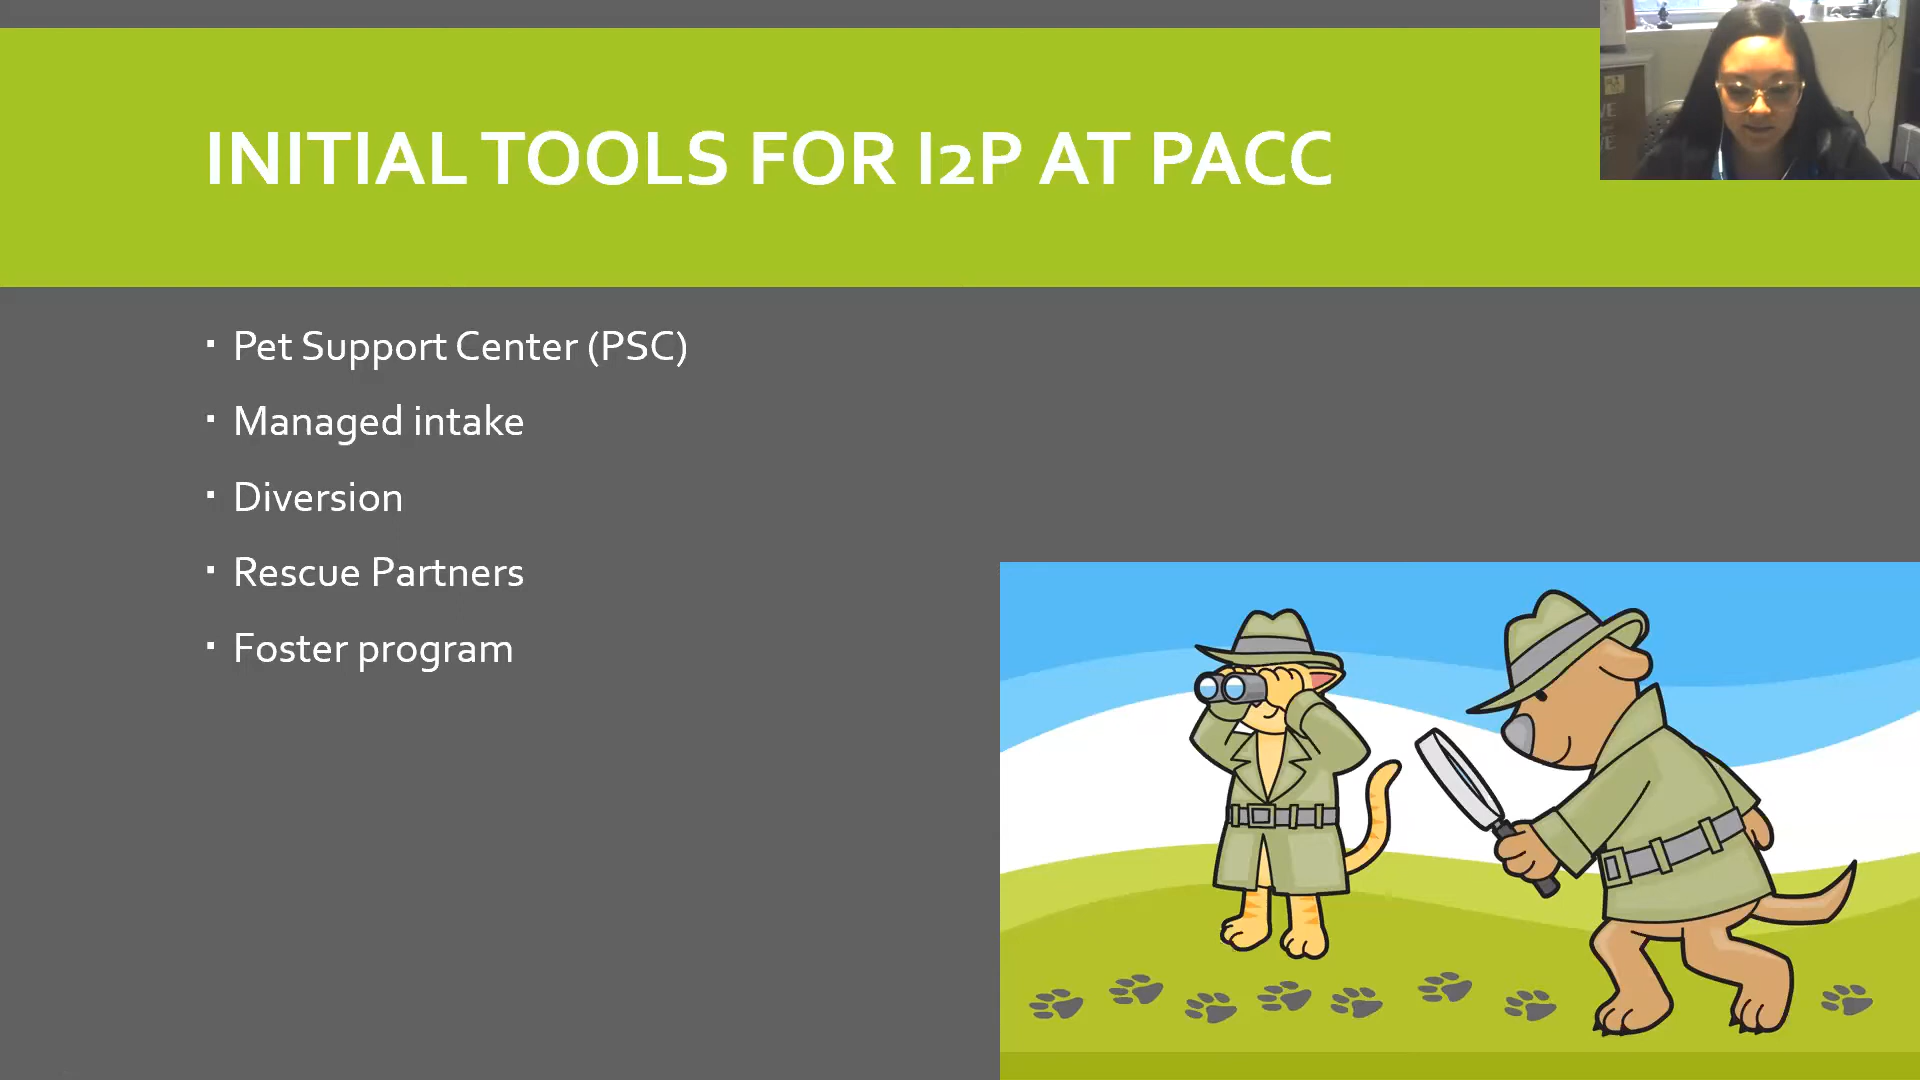 INITIAL TOOLS FOR I2P AT PACC
▪ Pet Support Center (PSC)
▪ Managed intake
▪ Diversion
▪ Rescue Partners
▪ Foster program